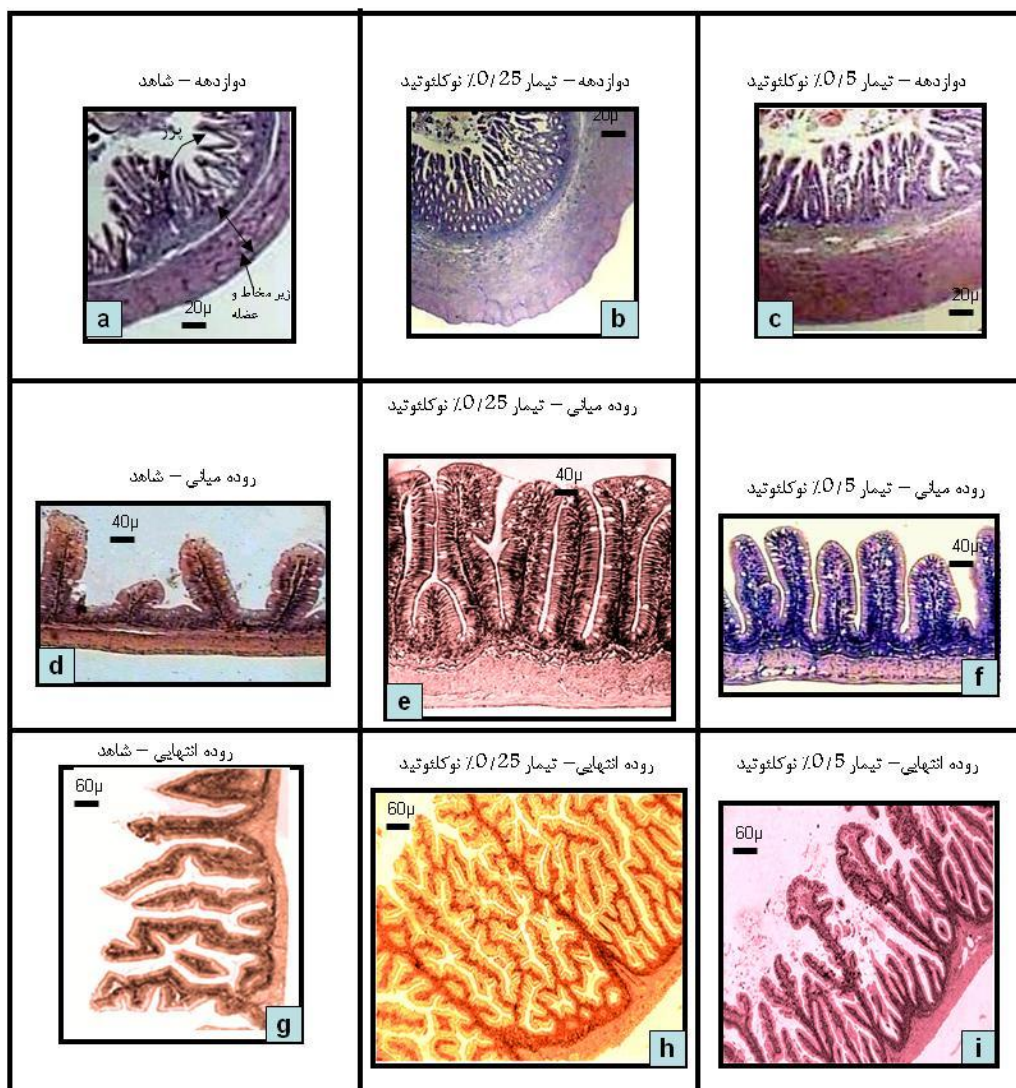 دوازدهه – شاهد
دوازدهه – تیمار 0/25٪ نوکلئوتید
دوازدهه – تیمار 0/5٪ نوکلئوتید
پرز
زیر مخاط و
عضله
20µ
a
20µ
b
20µ
c
روده میانی – شاهد
روده میانی – تیمار 0/25٪ نوکلئوتید
روده میانی – تیمار 0/5٪ نوکلئوتید
40µ
d
40µ
e
40µ
f
روده انتهایی – شاهد
روده انتهایی – تیمار 0/25٪ نوکلئوتید
روده انتهایی – تیمار 0/5٪ نوکلئوتید
60µ
g
60µ
h
60µ
i